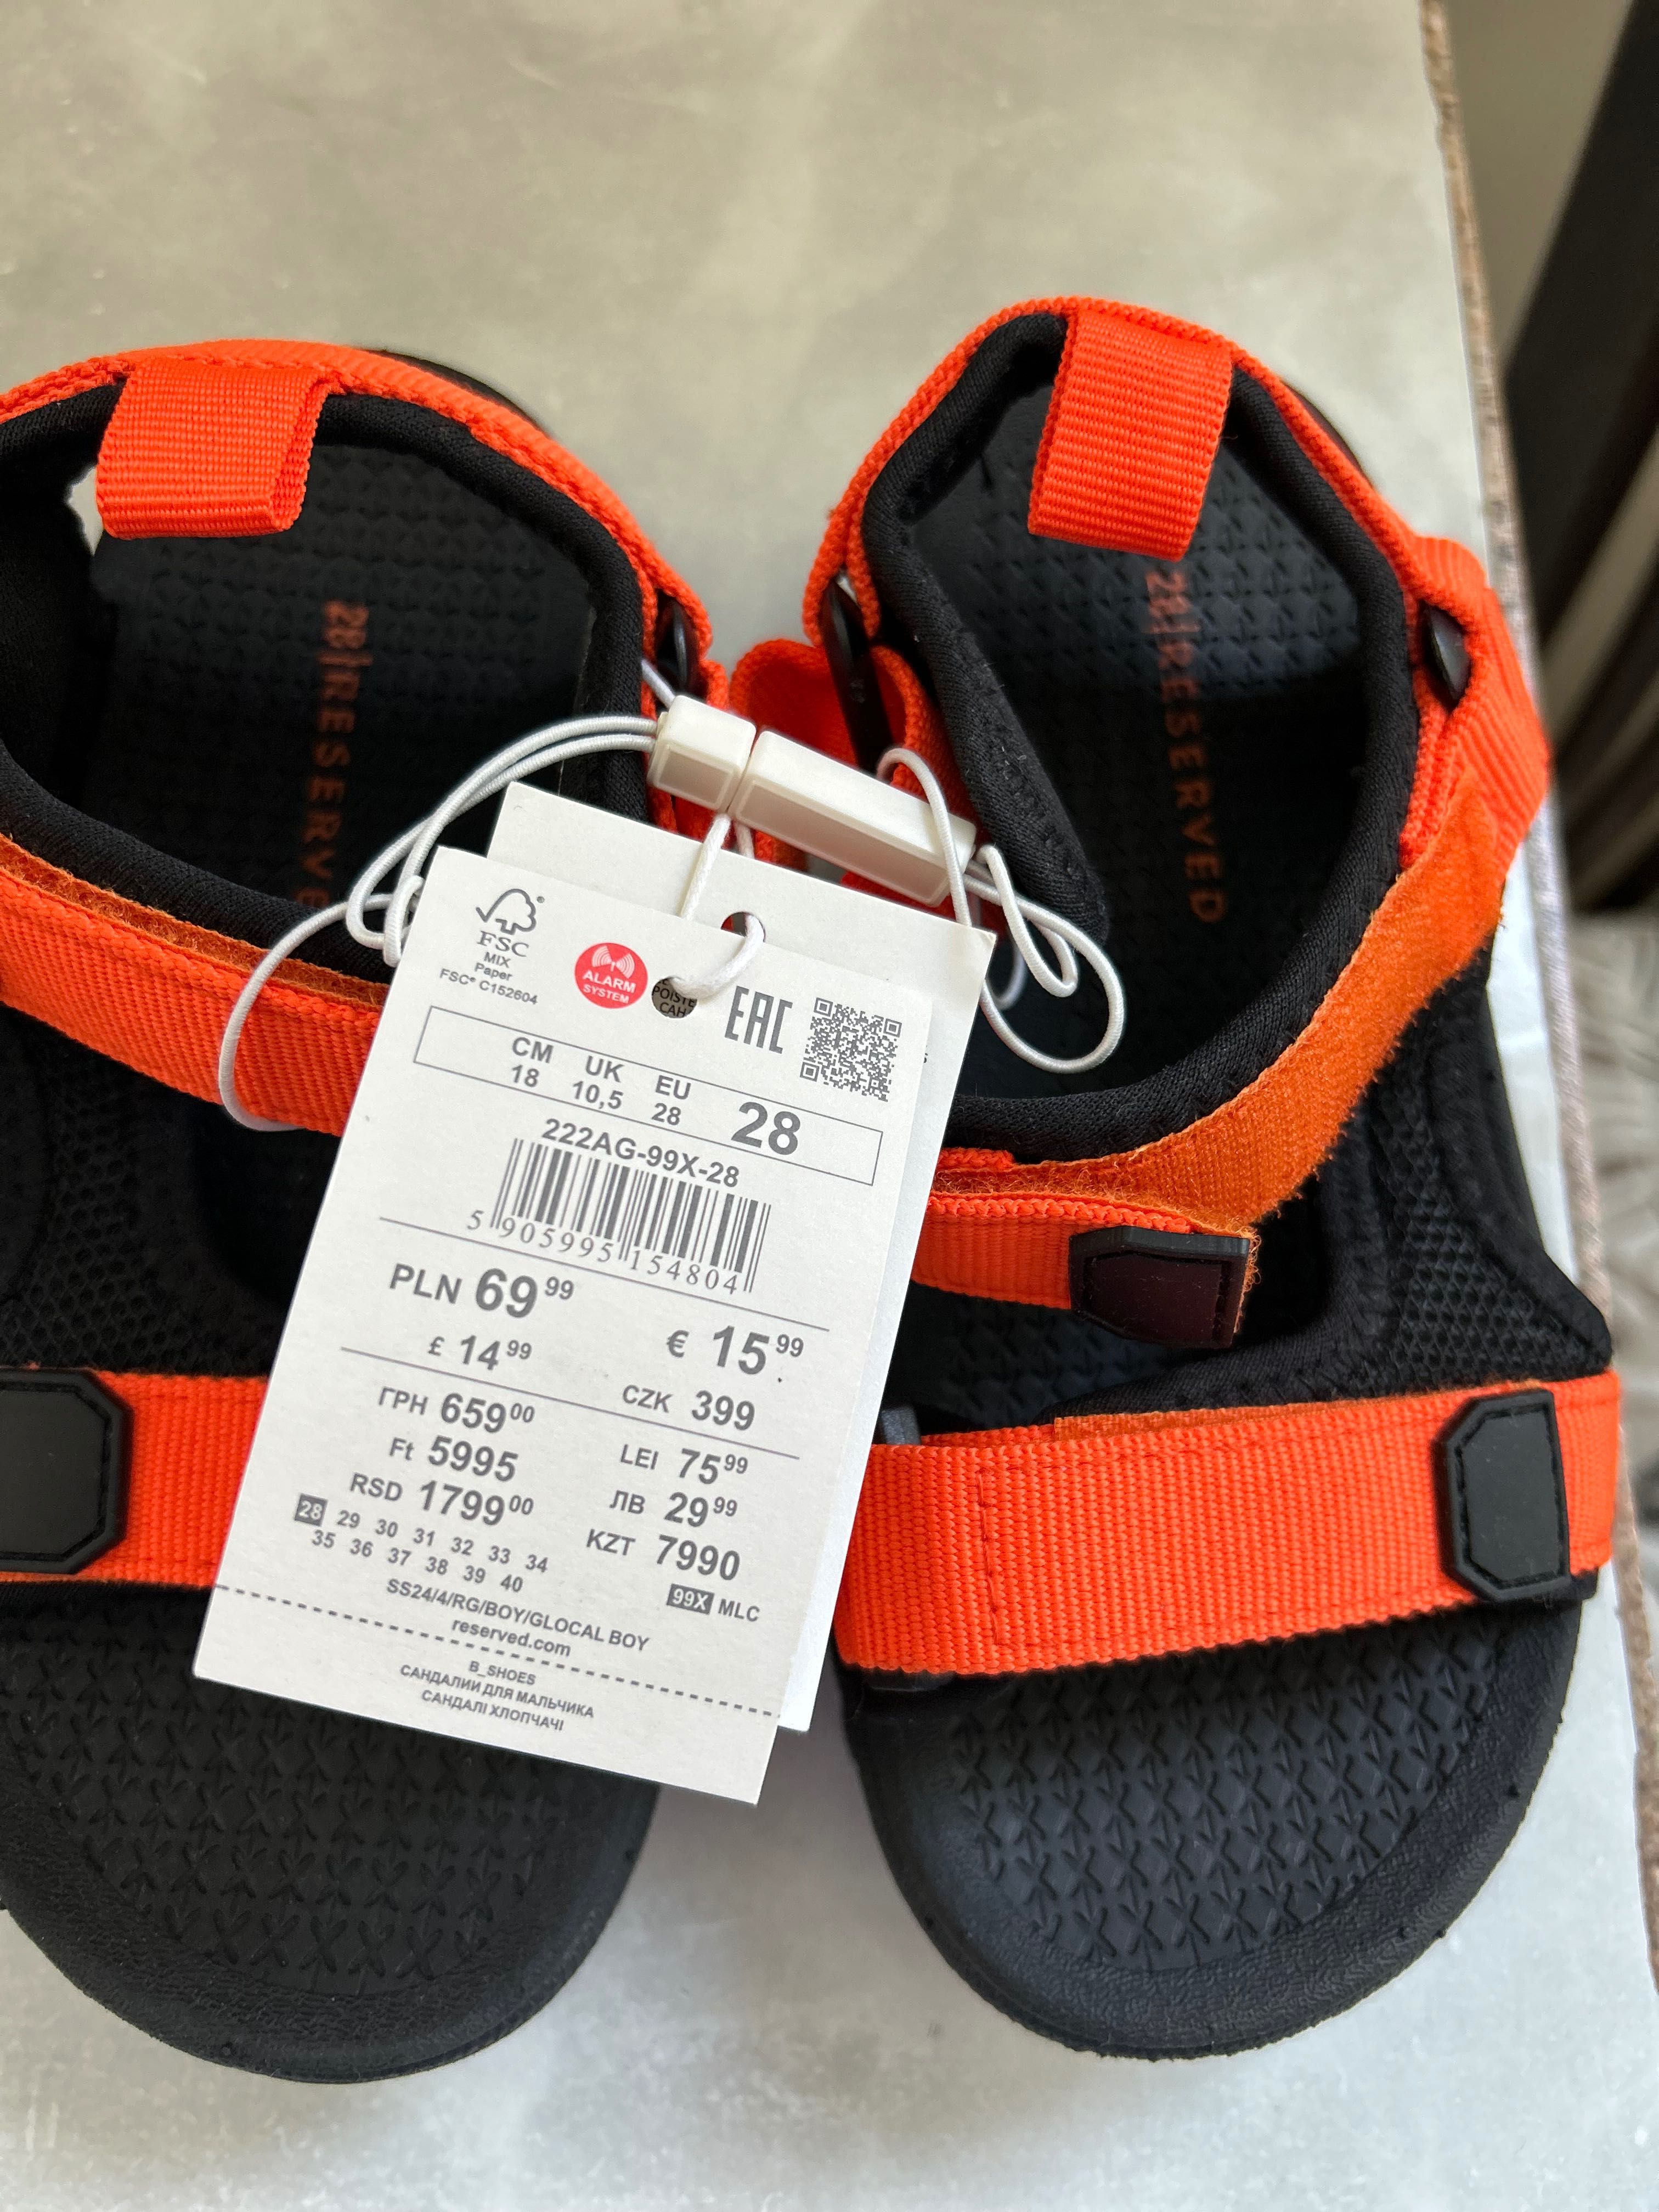 28|RESERVE
28|RESERVED
FSC
MIX
Paper
FSC® C152604
ALARM
SYSTEM
POISTE
САН
EAC
CM UK EU
18 10,5 28 28
222AG-99X-28
5 905995 154804
PLN 69 99
£ 14 99 € 15 99
ГРН 659 00 CZK 399
Ft 5995 LEI 75 99
RSD 1799 00 ЛВ 29 99
KZT 7990
28 29 30 31 32 33 34
35 36 37 38 39 40
99X MLC
SS24/4/RG/BOY/GLOCAL BOY
reserved.com
B_SHOES
САНДАЛИИ ДЛЯ МАЛЬЧИКА
САНДАЛІ ХЛОПЧАЧІ